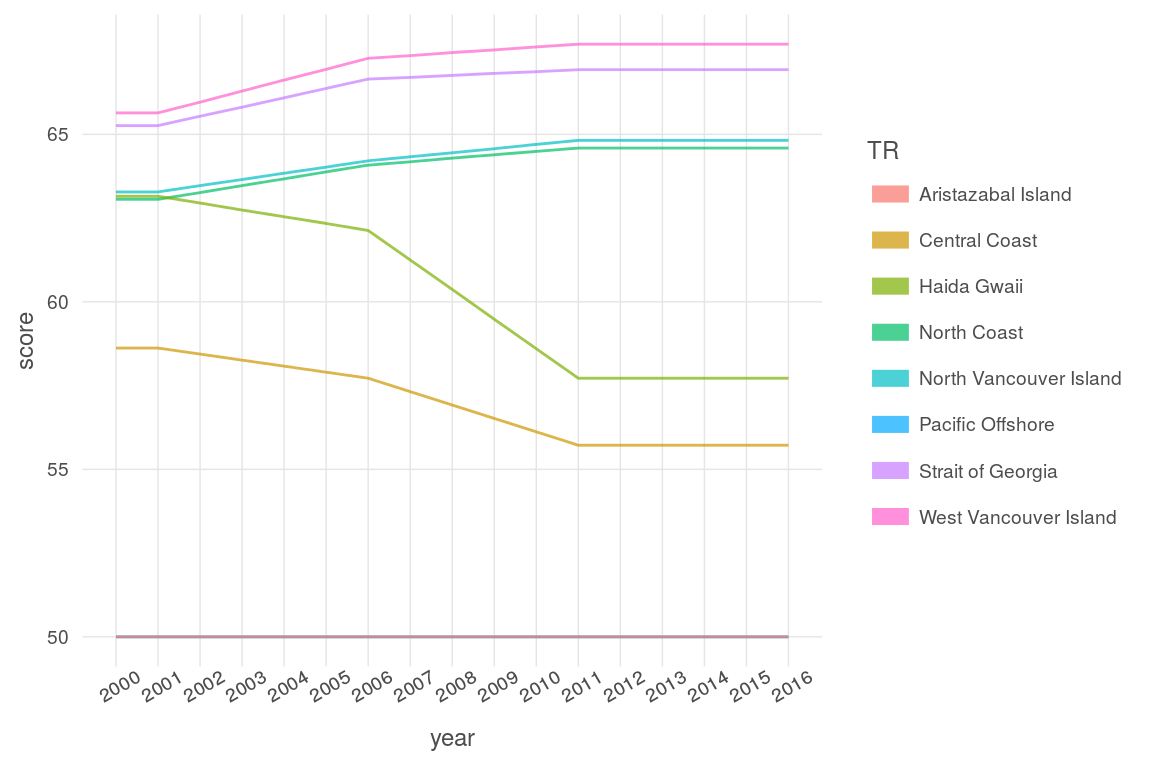 score
65
60
55
50
2000 2001 2002 2003 2004 2005 2006 2007 2008 2009 2010 2011 2012 2013 2014 2015 2016
year
TR
Aristazabal Island
Central Coast
Haida Gwaii
North Coast
North Vancouver Island
Pacific Offshore
Strait of Georgia
West Vancouver Island